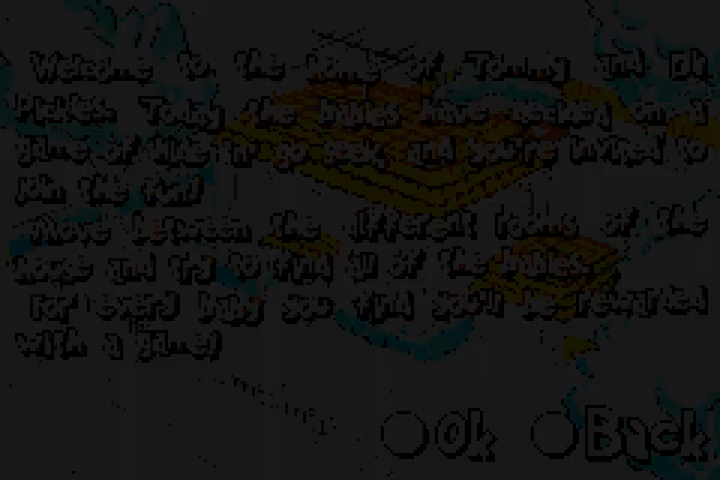 Welcome to the home of Tommy and Dil
Pickles. Today the babies have decided on a
game of hide n' go seek, and you're invited to
join the fun!
Move between the different rooms of the
house and try to find all of the babies.
For every baby you find you'll be rewarded
with a game!
Ok Back